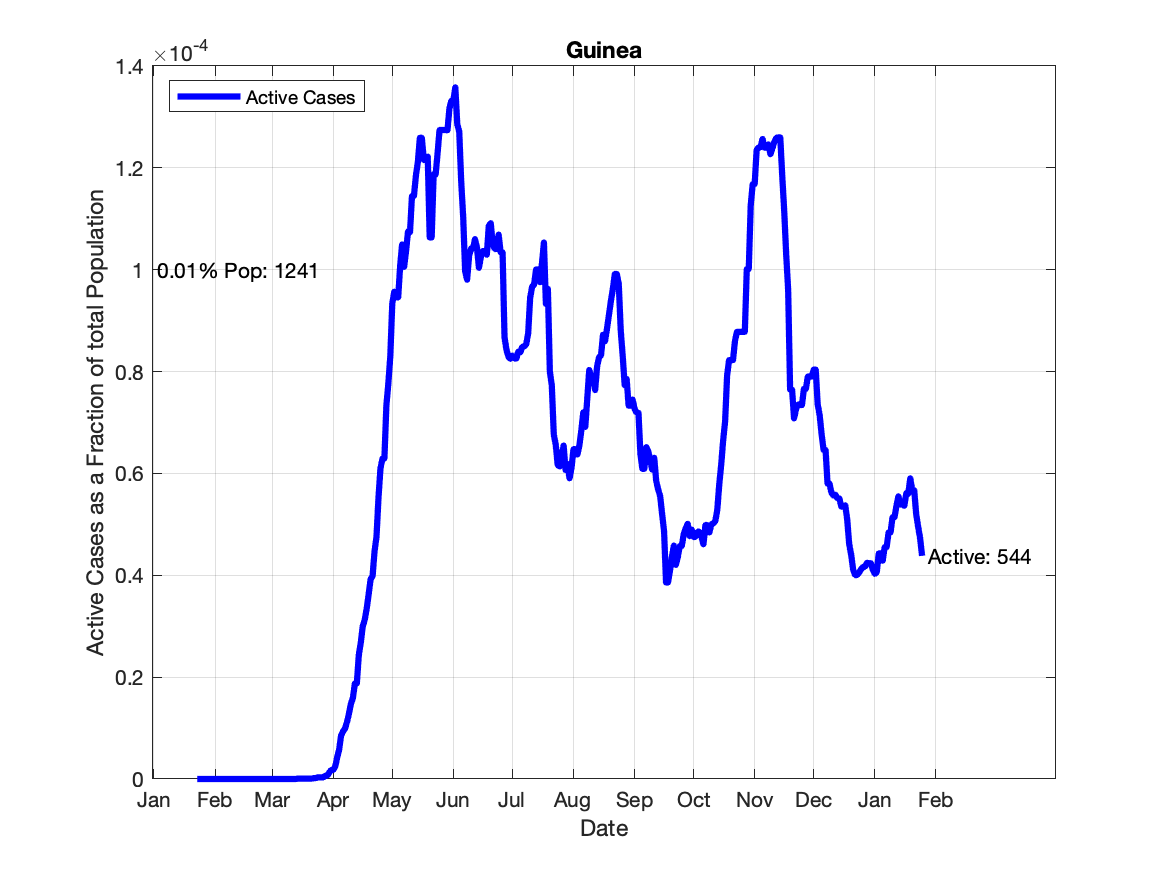 Guinea
×10-4
Active Cases
1.4
1.2
1
0.8
0.6
0.4
0.2
0
0.01% Pop: 1241
Active: 544
Active Cases as a Fraction of total Population
Jan Feb Mar Apr May Jun Jul Aug Sep Oct Nov Dec Jan Feb
Date